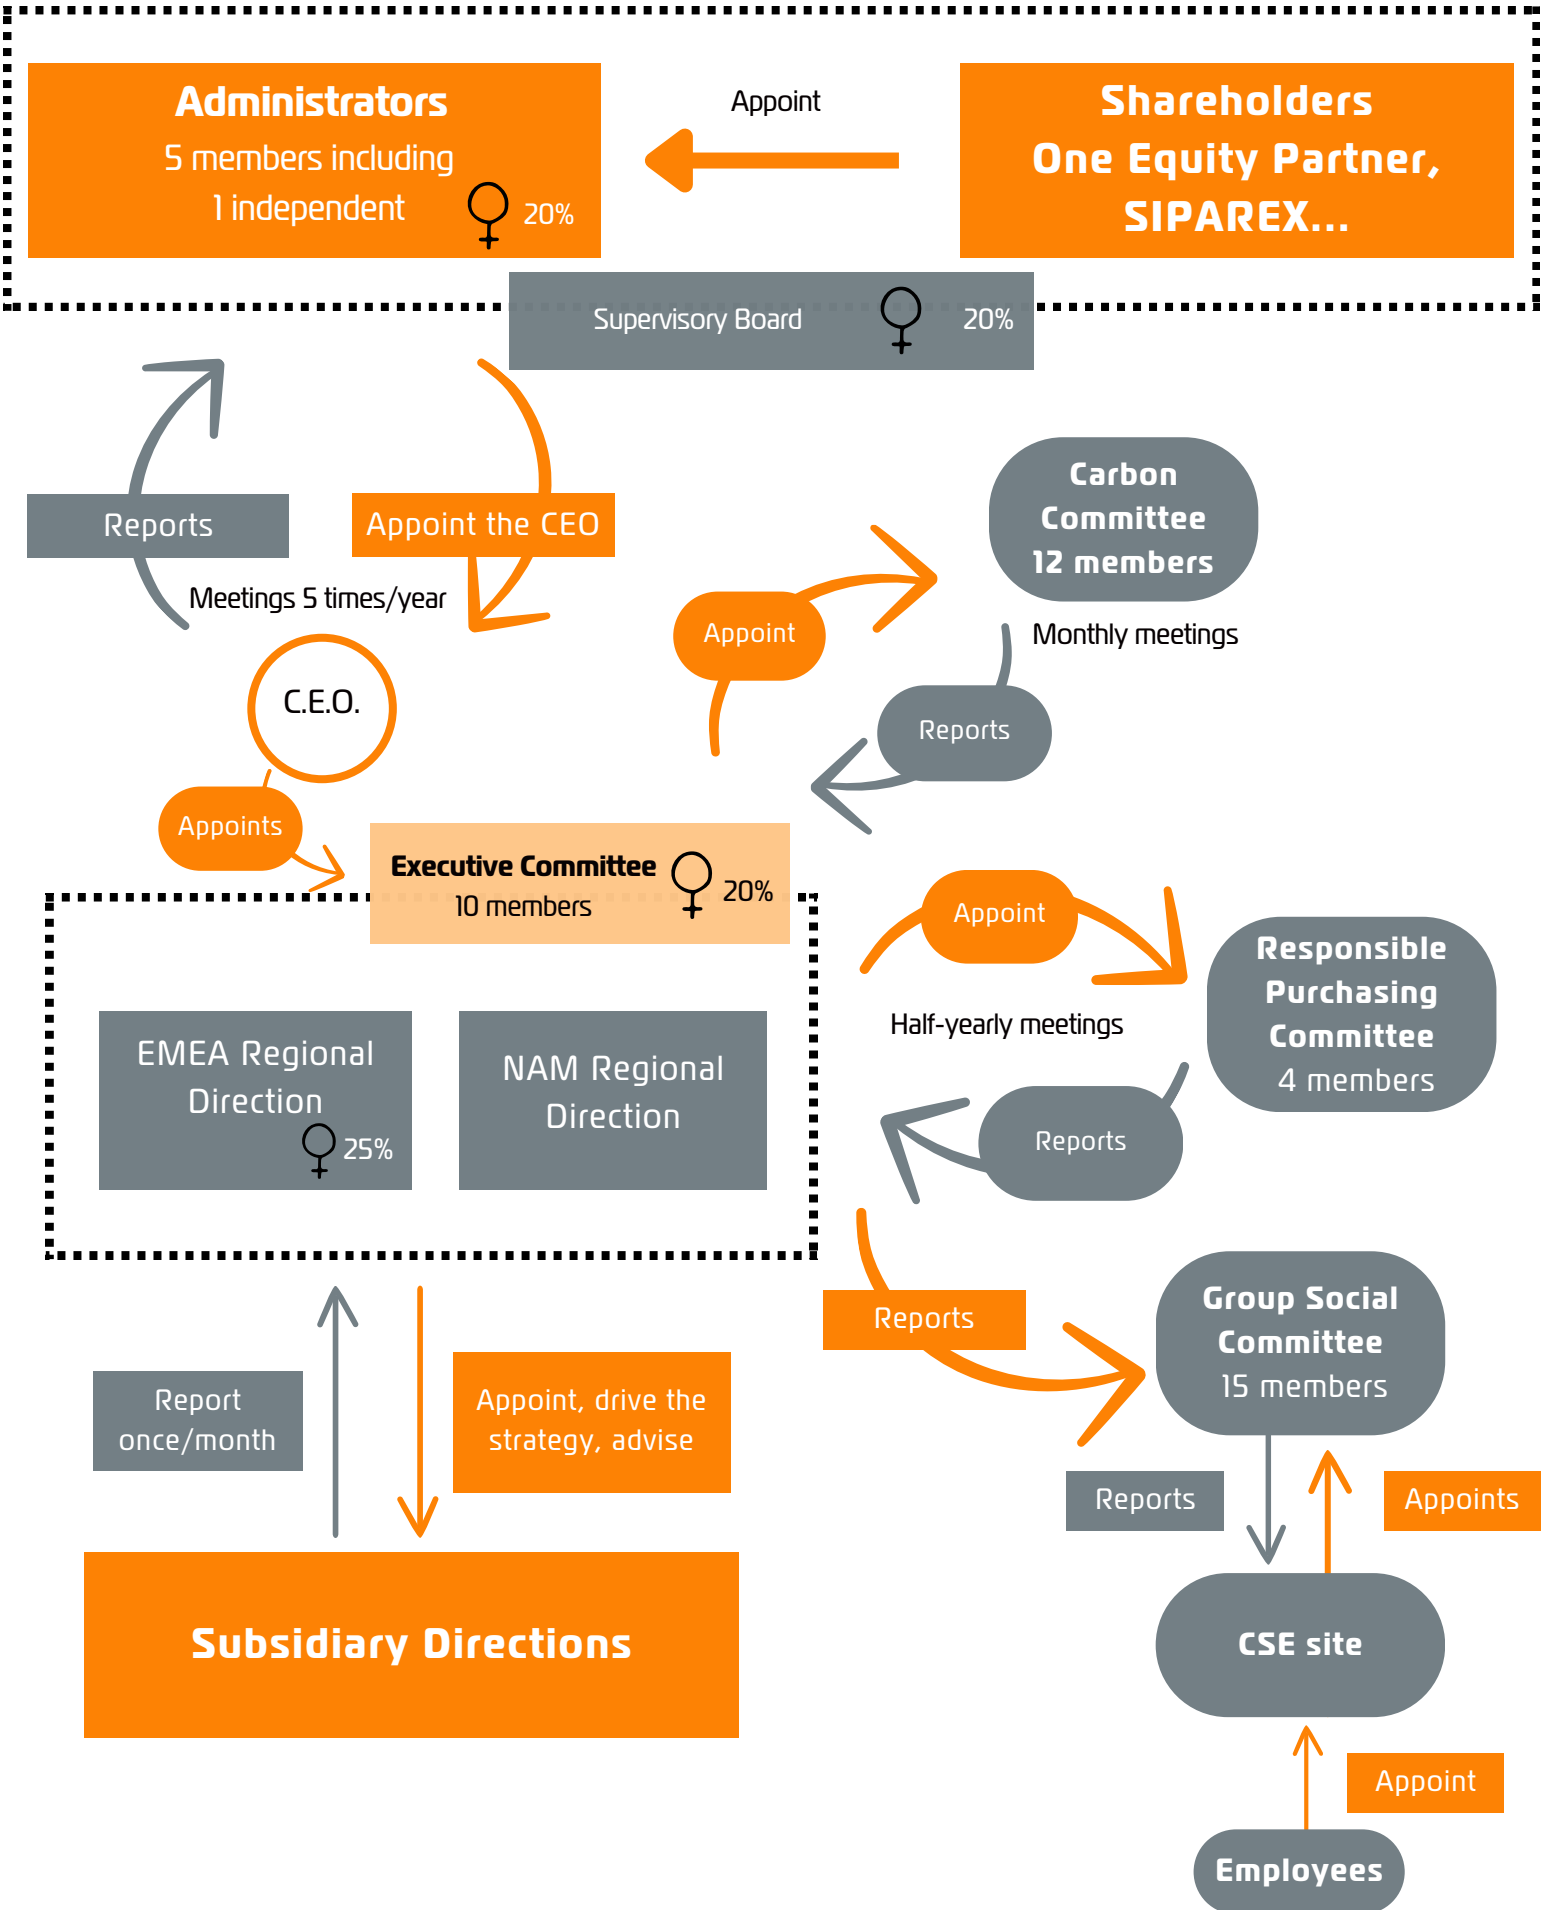 Administrators
5 members including
1 independent
20%
Appoint
Shareholders
One Equity Partner,
SIPAREX...
Supervisory Board
20%
Reports
Appoint the CEO
Meetings 5 times/year
C.E.O.
Appoints
Carbon
Committee
12 members
Appoint
Monthly meetings
Reports
Executive Committee
10 members
20%
EMEA Regional
Direction
25%
NAM Regional
Direction
Appoint
Half-yearly meetings
Responsible
Purchasing
Committee
4 members
Reports
Reports
Group Social
Committee
15 members
Report
once/month
Appoint, drive the
strategy, advise
Reports
Appoints
Subsidiary Directions
CSE site
Appoint
Employees